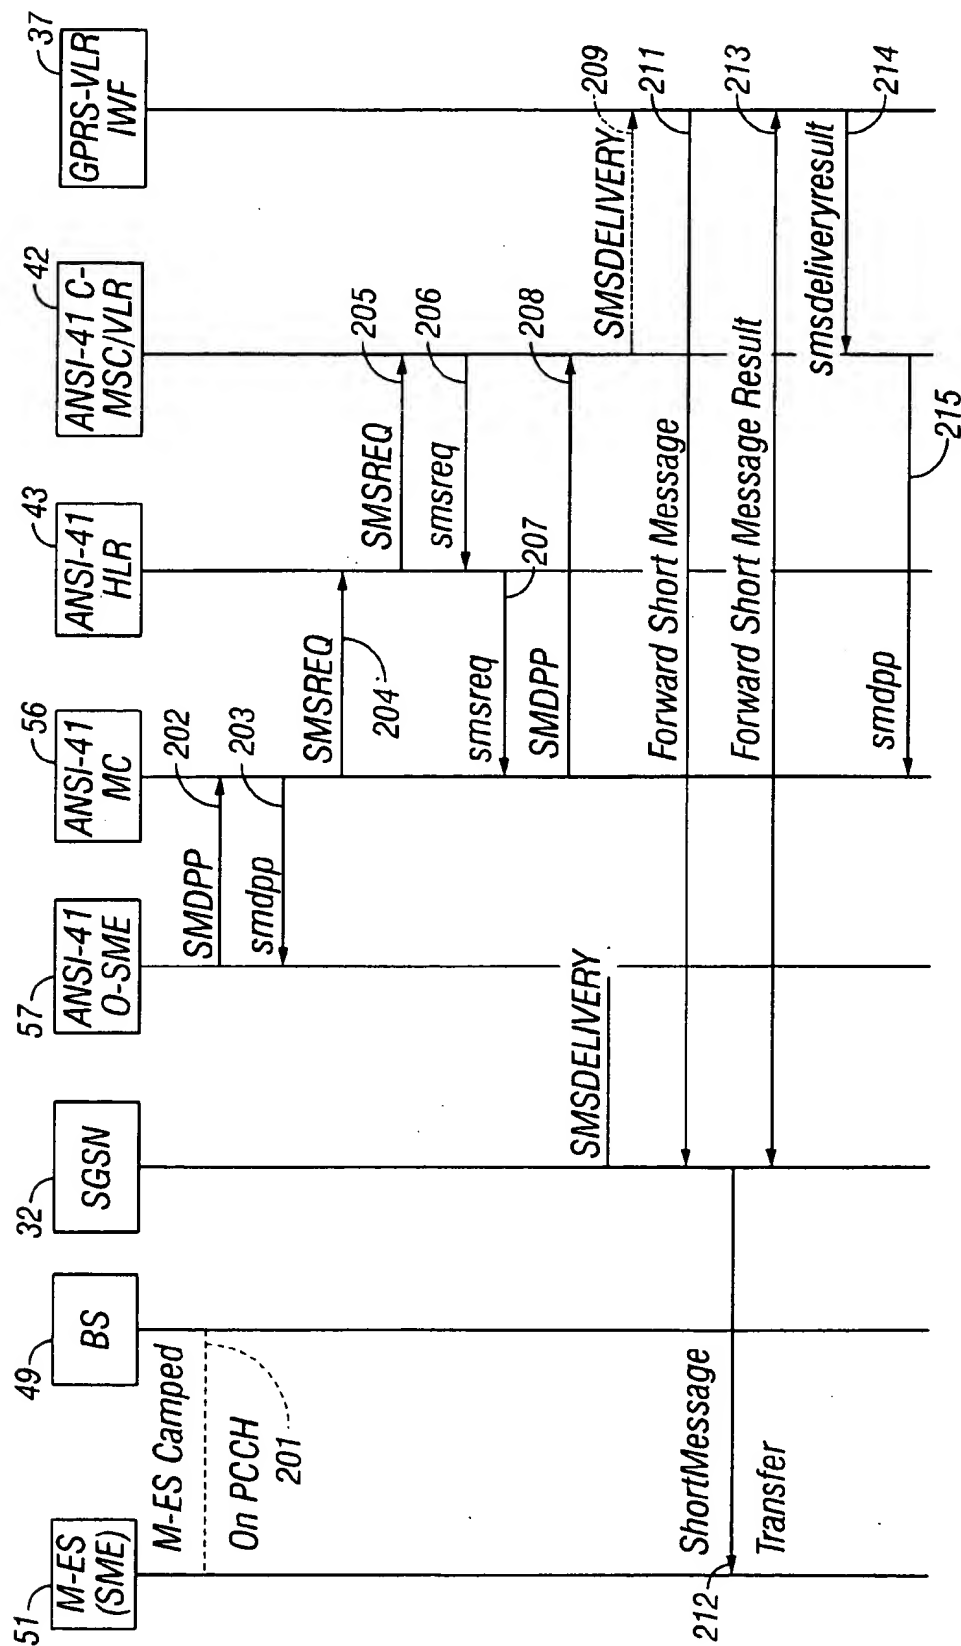 51
M-ES
(SME)
49
BS
32
SGSN
57
ANSI-41
O-SME
56
ANSI-41
MC
43
ANSI-41
HLR
42
ANSI-41 C-
MSC/VLR
37
GPRS-VLR
IWF
M-ES Camped
On PCCH
201
SMDPP
202
smdpp
203
SMSREQ
204
SMSREQ
205
smsreq
206
smsreq
207
SMDPP
208
SMSDELIVERY
SMSDELIVERY
209
Forward Short Message
211
ShortMessage
Transfer
212
Forward Short Message Result
213
smsdeliveryresult
214
smdpp
215